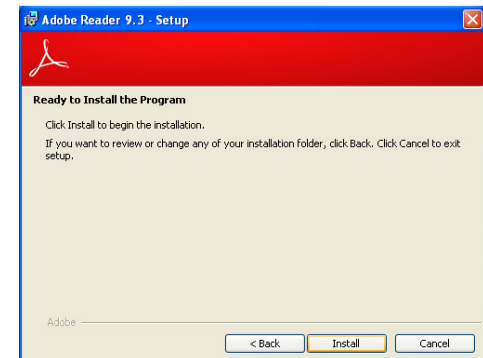 Adobe Reader 9.3 - Setup
Ready to Install the Program
Click Install to begin the installation.
If you want to review or change any of your installation folder, click Back. Click Cancel to exit
setup.
Adobe
< Back Install Cancel